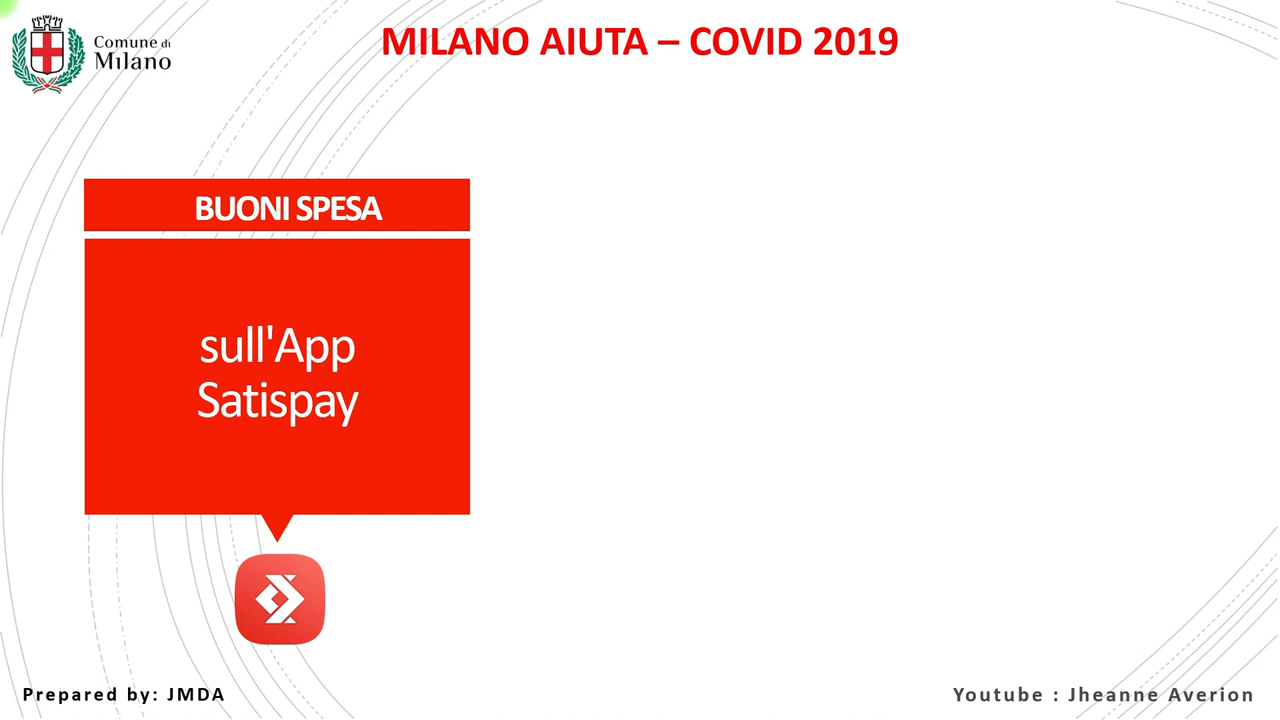 Comune di
Milano
MILANO AIUTA – COVID 2019
BUONI SPESA
sull'App
Satispay
Prepared by: JMDA
Youtube : Jheanne Averion